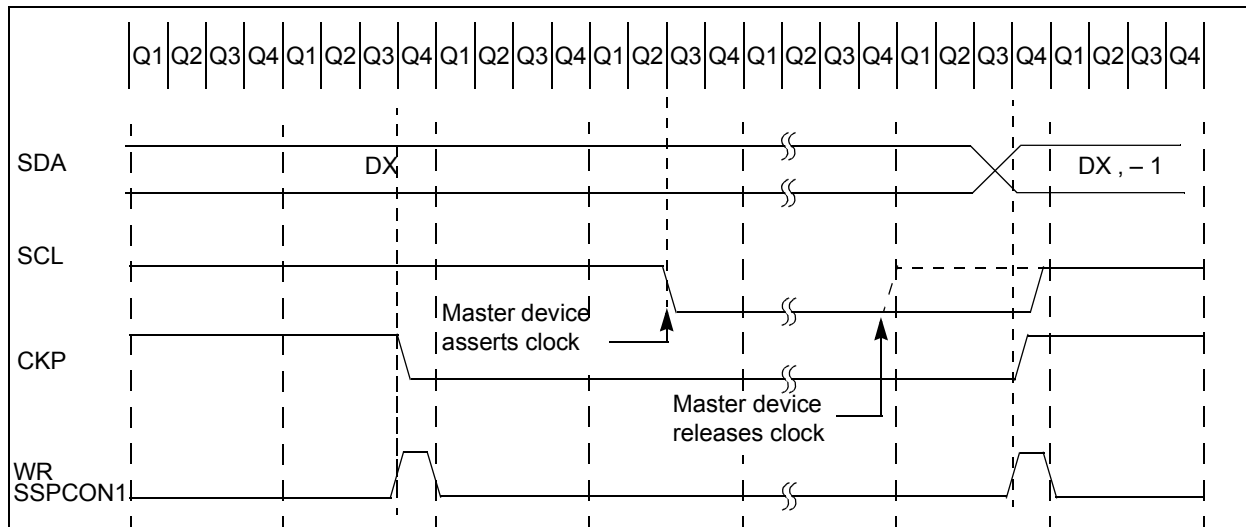 Q1 Q2 Q3 Q4 Q1 Q2 Q3 Q4 Q1 Q2 Q3 Q4 Q1 Q2 Q3 Q4 Q1 Q2 Q3 Q4 Q1 Q2 Q3 Q4 Q1 Q2 Q3 Q4
SDA
DX
DX , – 1
SCL
Master device
asserts clock
CKP
Master device
releases clock
WR
SSPCON1